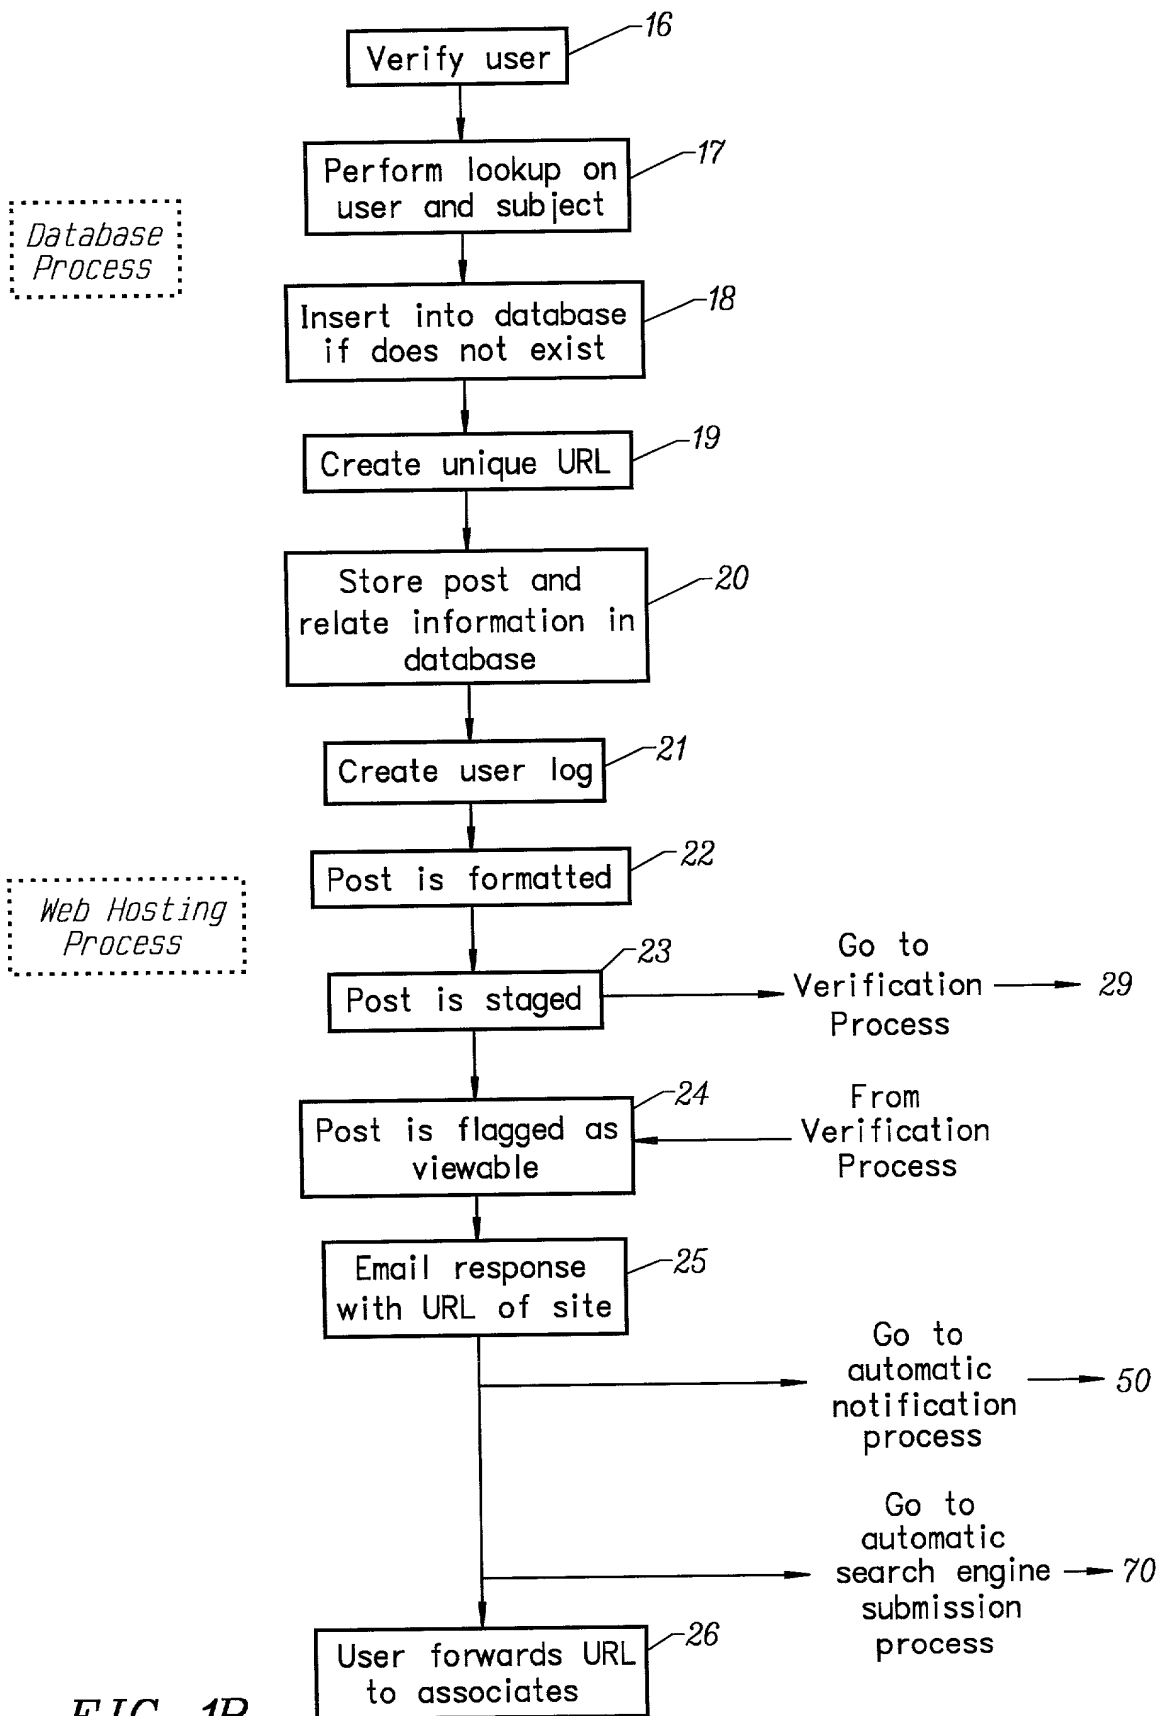 Verify user
16
Perform lookup on
user and subject
17
Database
Process
Insert into database
if does not exist
18
Create unique URL
19
Store post and
relate information in
database
20
Create user log
21
Post is formatted
22
Web Hosting
Process
Post is staged
23
Go to
Verification
Process
29
Post is flagged as
viewable
24
From
Verification
Process
Email response
with URL of site
25
Go to
automatic
notification
process
50
Go to
automatic
search engine
submission
process
70
User forwards URL
to associates
26
FIG. 1B